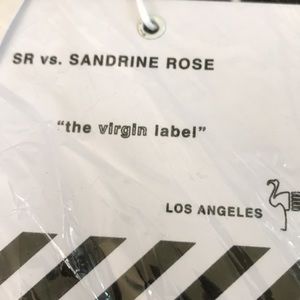 SR vs. SANDRINE ROSE
"the virgin label"
LOS ANGELES